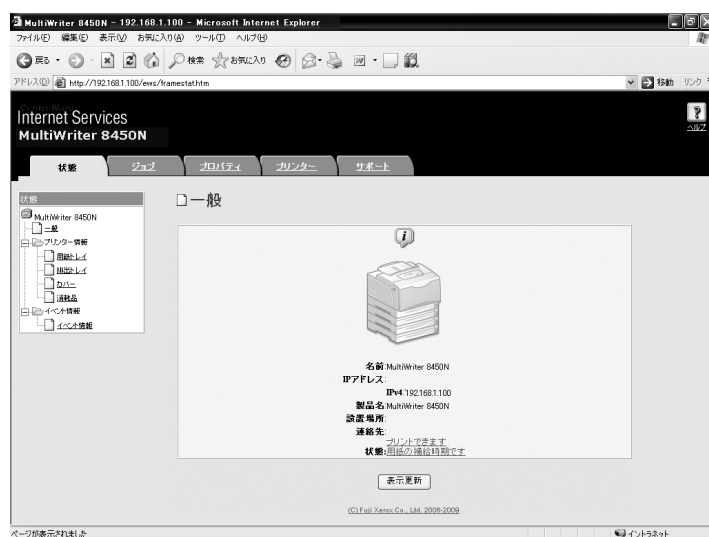 MultiWriter 8450N - 192.168.1.100 - Microsoft Internet Explorer
ファイル(F) 編集(E) 表示(V) お気に入り(A) ツール(T) ヘルプ(H)
戻る 検索 お気に入り
アドレス(D) http://192.168.1.100/ews/framestat.htm 移動 リンク
CentreWare
Internet Services
MultiWriter 8450N
ヘルプ
状態 ジョブ プロパティ プリンター サポート
状態
MultiWriter 8450N
一般
プリンター情報
用紙トレイ
排出トレイ
カバー
消耗品
イベント情報
イベント情報
一般
名前:MultiWriter 8450N
IPアドレス:
IPv4:192.168.1.100
製品名:MultiWriter 8450N
設置場所:
連絡先:
プリントできます
状態:用紙の補給時期です
表示更新
(C) Fuji Xerox Co., Ltd. 2008-2009
ページが表示されました イントラネット